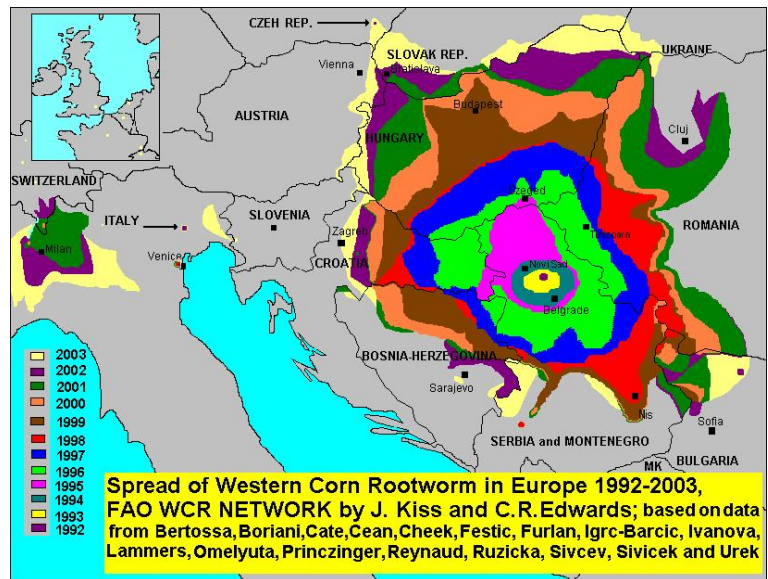 CZEH REP.
SLOVAK REP.
UKRAINE
Vienna
Bratislava
AUSTRIA
Budapest
HUNGARY
Cluj
SWITZERLAND
Szeged
ITALY
SLOVENIA
ROMANIA
Zagreb
Milan
Venice
CROATIA
Novi Sad
Belgrade
BOSNIA-HERZEGOVINA
Sarajevo
Nis
SERBIA and MONTENEGRO
Sofia
MK
BULGARIA
2003
2002
2001
2000
1999
1998
1997
1996
1995
1994
1993
1992
Spread of Western Corn Rootworm in Europe 1992-2003,
FAO WCR NETWORK by J. Kiss and C.R.Edwards; based on data
from Bertossa,Boriani,Cate,Cean,Cheek,Festic, Furlan, Igrc-Barcic, Ivanova,
Lammers,Omelyuta,Princzinger,Reynaud, Ruzicka, Sivcev, Sivicek and Urek